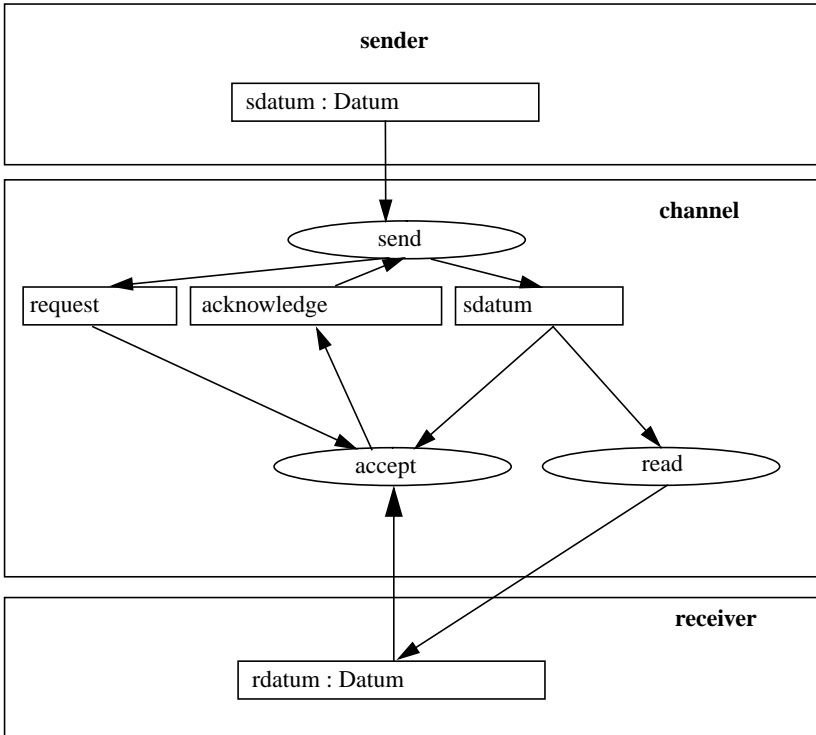 sender
sdatum : Datum
channel
send
request
acknowledge
sdatum
accept
read
receiver
rdatum : Datum